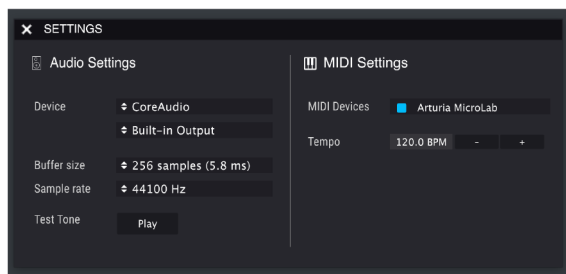 SETTINGS
Audio Settings
Device
CoreAudio
Built-in Output
Buffer size
256 samples (5.8 ms)
Sample rate
44100 Hz
Test Tone
Play
MIDI Settings
MIDI Devices
Arturia MicroLab
Tempo
120.0 BPM - +